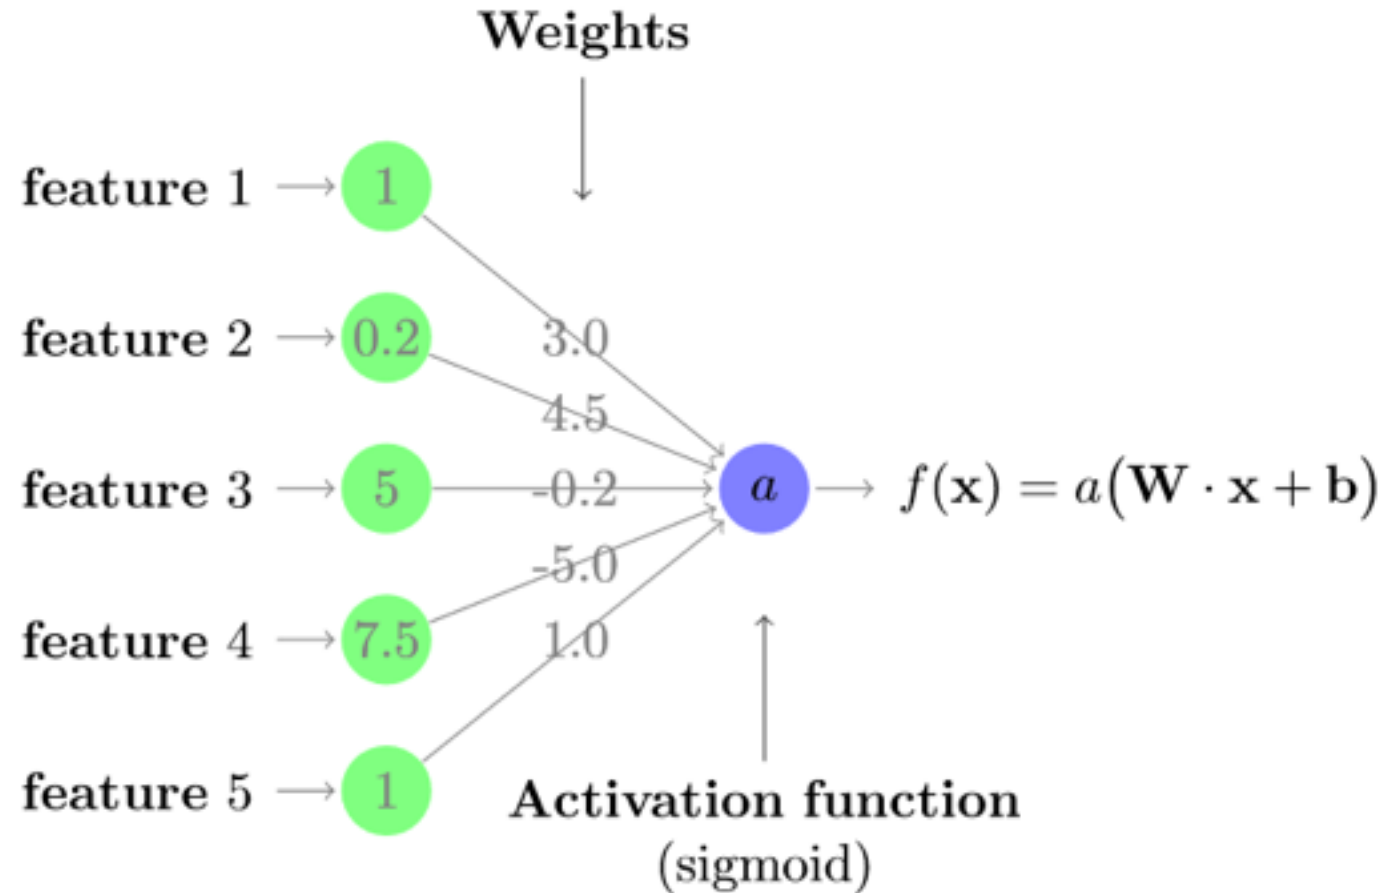 Weights
feature 1
1
feature 2
0.2
3.0
4.5
feature 3
5
-0.2
a
f(x) = a(W · x + b)
-5.0
feature 4
7.5
1.0
feature 5
1
Activation function
(sigmoid)